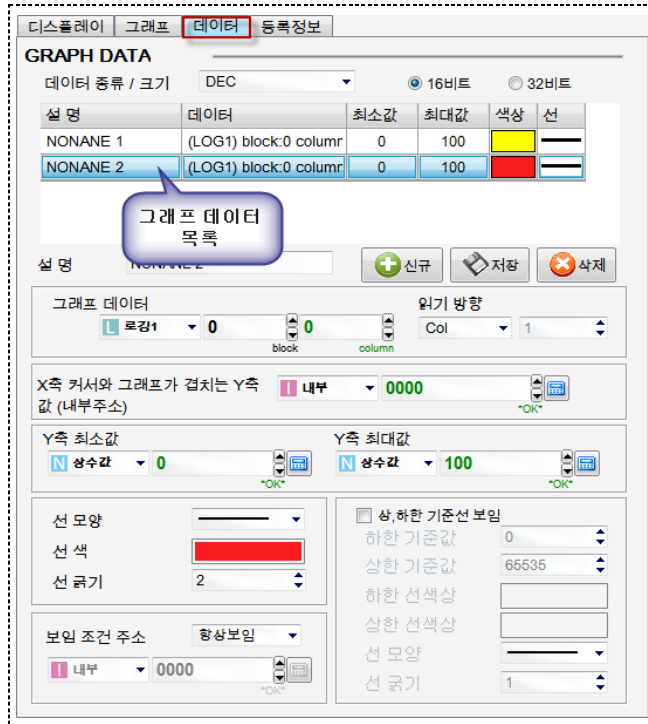 디스플레이 그래프 데이터 등록정보
GRAPH DATA
데이터 종류 / 크기 DEC 16비트 32비트
설 명 데이터 최소값 최대값 색상 선
NONANE 1 (LOG1) block:0 columr 0 100
NONANE 2 (LOG1) block:0 columr 0 100
그래프 데이터
목록
설 명 NONANE 2 신규 저장 삭제
그래프 데이터 읽기 방향
L 로깅1 0 0 Col 1
block column
X축 커서와 그래프가 겹치는 Y축
값 (내부주소) I 내부 0000
*OK*
Y축 최소값 Y축 최대값
N 상수값 0 N 상수값 100
*OK* *OK*
선 모양
선 색
선 굵기 2
상,하한 기준선 보임
하한 기준값 0
상한 기준값 65535
하한 선색상
상한 선색상
선 모양
선 굵기 1
보임 조건 주소 항상보임
I 내부 0000
*OK*